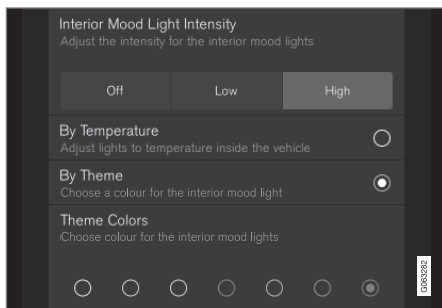 Interior Mood Light Intensity
Adjust the intensity for the interior mood lights
Off Low High
By Temperature
Adjust lights to temperature inside the vehicle
By Theme
Choose a colour for the interior mood light
Theme Colors
Choose colour for the interior mood lights
G063282